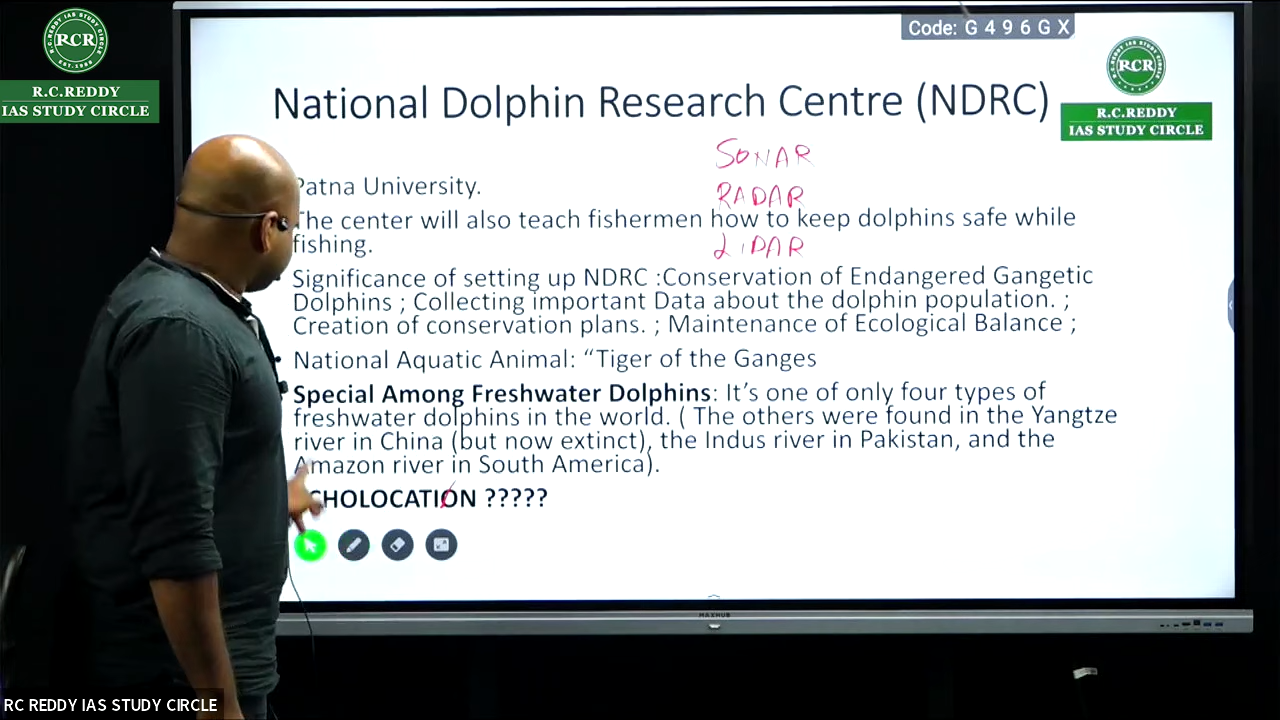 RCR
EST. 1980
R.C.REDDY
IAS STUDY CIRCLE
Code: G 4 9 6 G X
RCR
R.C.REDDY
IAS STUDY CIRCLE
National Dolphin Research Centre (NDRC)
SONAR
Patna University.
RADAR
The center will also teach fishermen how to keep dolphins safe while
fishing.
LIDAR
Significance of setting up NDRC :Conservation of Endangered Gangetic
Dolphins ; Collecting important Data about the dolphin population. ;
Creation of conservation plans. ; Maintenance of Ecological Balance ;
National Aquatic Animal: “Tiger of the Ganges
Special Among Freshwater Dolphins: It’s one of only four types of
freshwater dolphins in the world. ( The others were found in the Yangtze
river in China (but now extinct), the Indus river in Pakistan, and the
Amazon river in South America).
CHOLOCATION ?????
MAXHUB
RC REDDY IAS STUDY CIRCLE